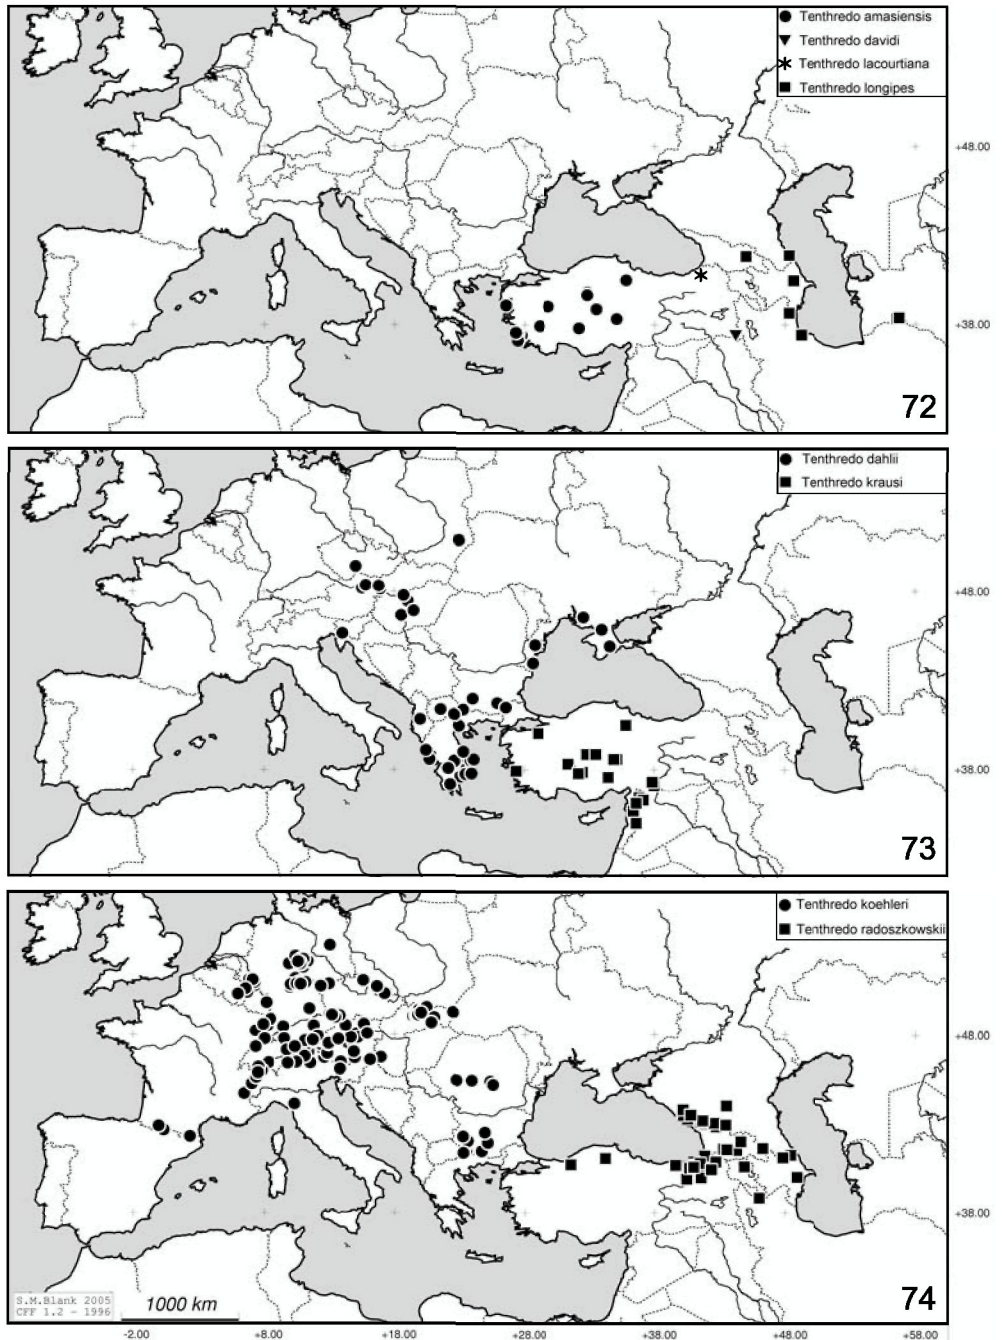 Tenthredo amasiensis
Tenthredo davidi
Tenthredo lacourtiana
Tenthredo longipes
+48.00
+38.00
72
Tenthredo dahlii
Tenthredo krausi
+48.00
+38.00
73
Tenthredo koehleri
Tenthredo radoszkowskii
+48.00
+38.00
74
S.M.Blank 2005
CFF 1.2 - 1996
1000 km
-2.00 +8.00 +18.00 +28.00 +38.00 +48.00 +58.00